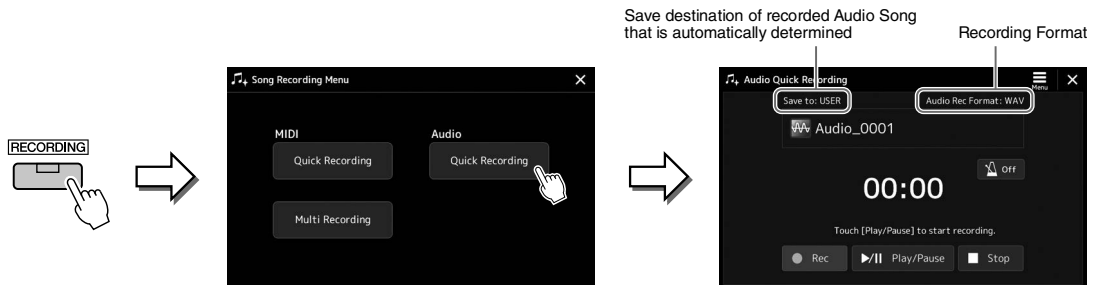 Save destination of recorded Audio Song
that is automatically determined
Recording Format
RECORDING
Song Recording Menu
MIDI
Audio
Quick Recording
Quick Recording
Multi Recording
Audio Quick Recording
Menu
Save to: USER
Audio Rec Format: WAV
Audio_0001
Off
00:00
Touch [Play/Pause] to start recording.
Rec
Play/Pause
Stop